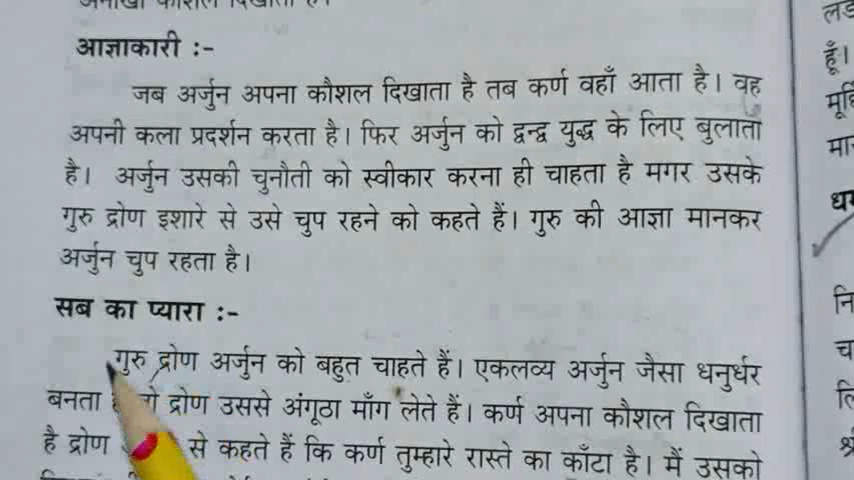 आज्ञाकारी :-
जब अर्जुन अपना कौशल दिखाता है तब कर्ण वहाँ आता है। वह
अपनी कला प्रदर्शन करता है। फिर अर्जुन को द्वन्द्व युद्ध के लिए बुलाता
है। अर्जुन उसकी चुनौती को स्वीकार करना ही चाहता है मगर उसके
गुरु द्रोण इशारे से उसे चुप रहने को कहते हैं। गुरु की आज्ञा मानकर
अर्जुन चुप रहता है।
सब का प्यारा :-
गुरु द्रोण अर्जुन को बहुत चाहते हैं। एकलव्य अर्जुन जैसा धनुर्धर
बनता द्रोण उससे अंगूठा माँग लेते हैं। कर्ण अपना कौशल दिखाता
है द्रोण से कहते हैं कि कर्ण तुम्हारे रास्ते का काँटा है। मैं उसको
हूँ।